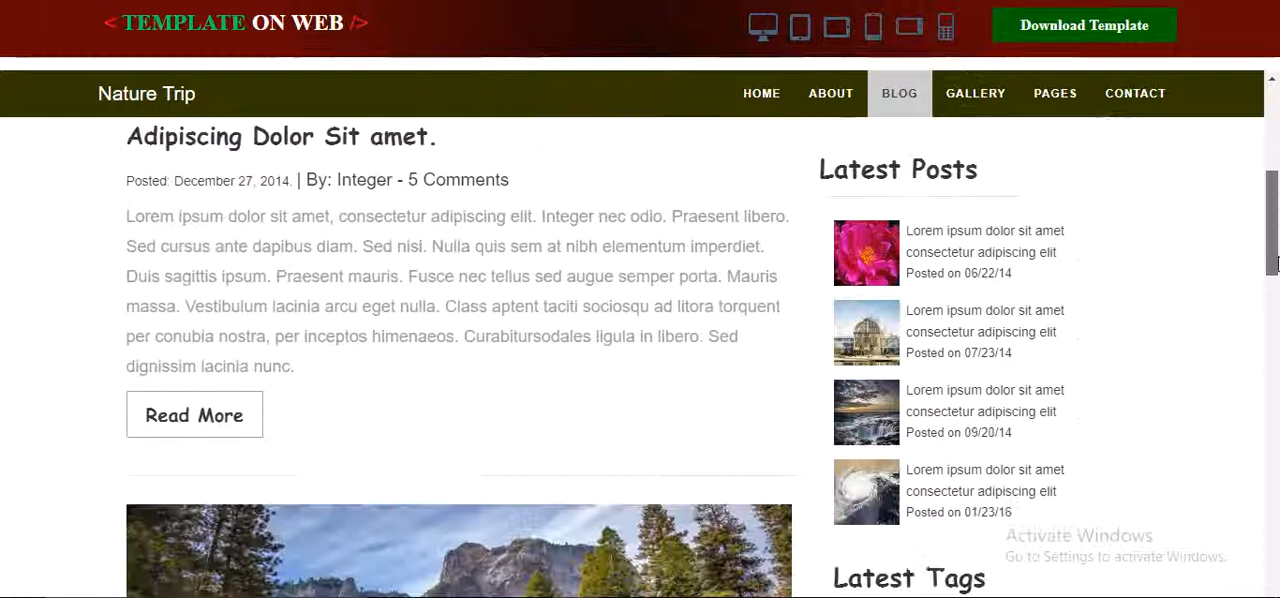 < TEMPLATE ON WEB />
Download Template
Nature Trip
HOME ABOUT BLOG GALLERY PAGES CONTACT
Adipiscing Dolor Sit amet.
Posted: December 27, 2014. | By: Integer - 5 Comments
Lorem ipsum dolor sit amet, consectetur adipiscing elit. Integer nec odio. Praesent libero.
Sed cursus ante dapibus diam. Sed nisi. Nulla quis sem at nibh elementum imperdiet.
Duis sagittis ipsum. Praesent mauris. Fusce nec tellus sed augue semper porta. Mauris
massa. Vestibulum lacinia arcu eget nulla. Class aptent taciti sociosqu ad litora torquent
per conubia nostra, per inceptos himenaeos. Curabitursodales ligula in libero. Sed
dignissim lacinia nunc.
Read More
Latest Posts
Lorem ipsum dolor sit amet
consectetur adipiscing elit
Posted on 06/22/14
Lorem ipsum dolor sit amet
consectetur adipiscing elit
Posted on 07/23/14
Lorem ipsum dolor sit amet
consectetur adipiscing elit
Posted on 09/20/14
Lorem ipsum dolor sit amet
consectetur adipiscing elit
Posted on 01/23/16
Activate Windows
Go to Settings to activate Windows.
Latest Tags